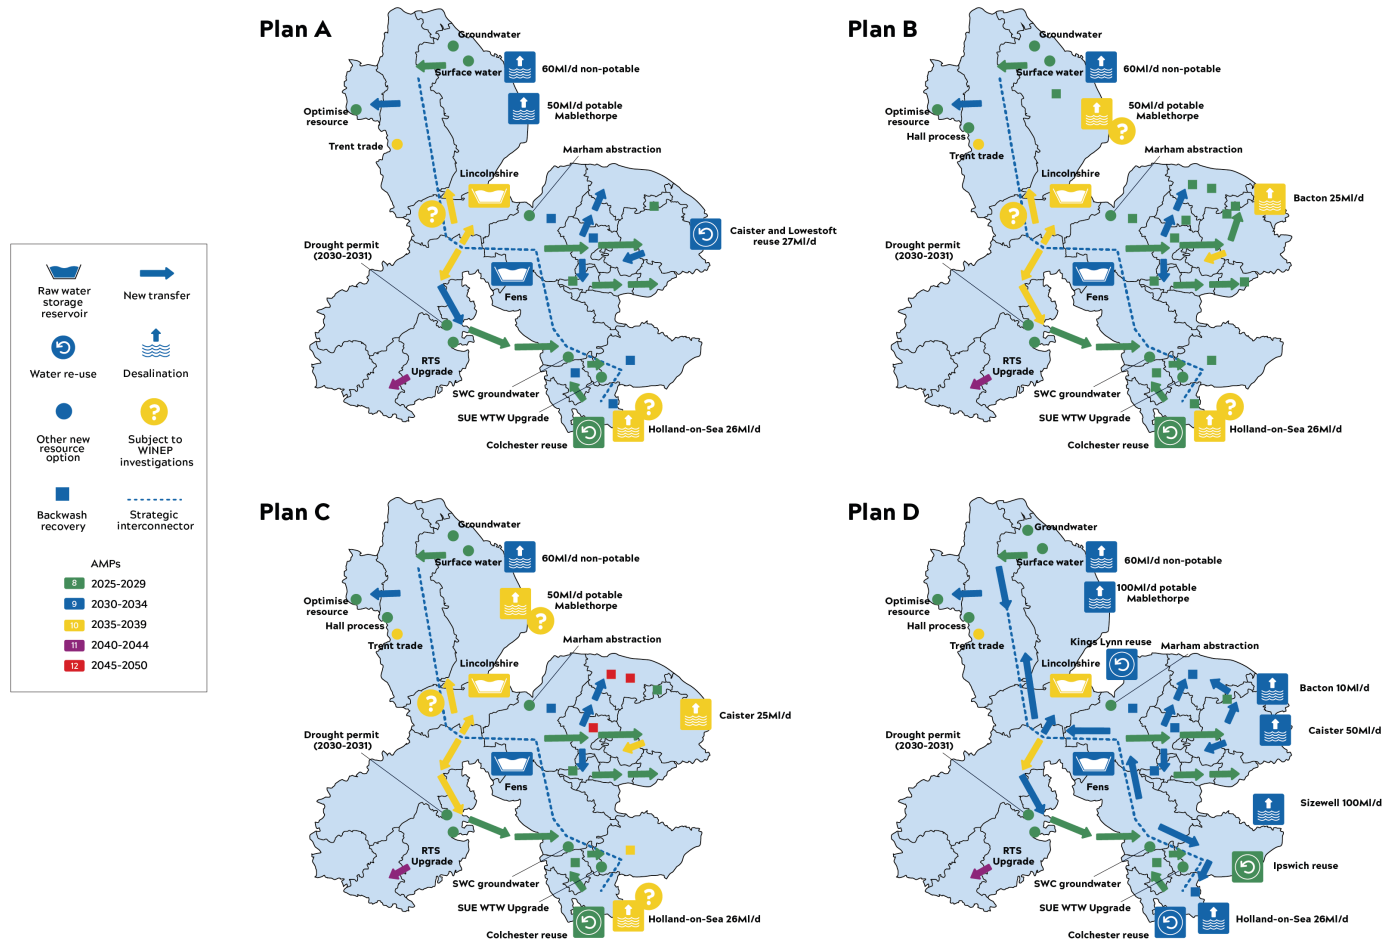 Plan A
Groundwater
Surface water
60Ml/d non-potable
50Ml/d potable
Mablethorpe
Optimise
resource
Trent trade
Marham abstraction
Lincolnshire
?
Caister and Lowestoft
reuse 27Ml/d
Drought permit
(2030-2031)
Fens
RTS
Upgrade
SWC groundwater
SUE WTW Upgrade
?
Holland-on-Sea 26Ml/d
Colchester reuse
Plan B
Groundwater
Surface water
60Ml/d non-potable
50Ml/d potable
Mablethorpe
?
Optimise
resource
Hall process
Trent trade
Marham abstraction
Lincolnshire
?
Bacton 25Ml/d
Drought permit
(2030-2031)
Fens
RTS
Upgrade
SWC groundwater
SUE WTW Upgrade
?
Holland-on-Sea 26Ml/d
Colchester reuse
Raw water
storage
reservoir
New transfer
Water re-use
Desalination
?
Other new
resource
option
Subject to
WINEP
investigations
Backwash
recovery
Strategic
interconnector
AMPs
8 2025-2029
9 2030-2034
10 2035-2039
11 2040-2044
12 2045-2050
Plan C
Groundwater
Surface water
60Ml/d non-potable
50Ml/d potable
Mablethorpe
?
Optimise
resource
Hall process
Trent trade
Marham abstraction
Lincolnshire
?
Caister 25Ml/d
Drought permit
(2030-2031)
Fens
RTS
Upgrade
SWC groundwater
SUE WTW Upgrade
?
Holland-on-Sea 26Ml/d
Colchester reuse
Plan D
Groundwater
Surface water
60Ml/d non-potable
100Ml/d potable
Mablethorpe
Optimise
resource
Hall process
Trent trade
Kings Lynn reuse
Marham abstraction
Lincolnshire
Bacton 10Ml/d
Caister 50Ml/d
Drought permit
(2030-2031)
Fens
Sizewell 100Ml/d
RTS
Upgrade
Ipswich reuse
SWC groundwater
SUE WTW Upgrade
Holland-on-Sea 26Ml/d
Colchester reuse